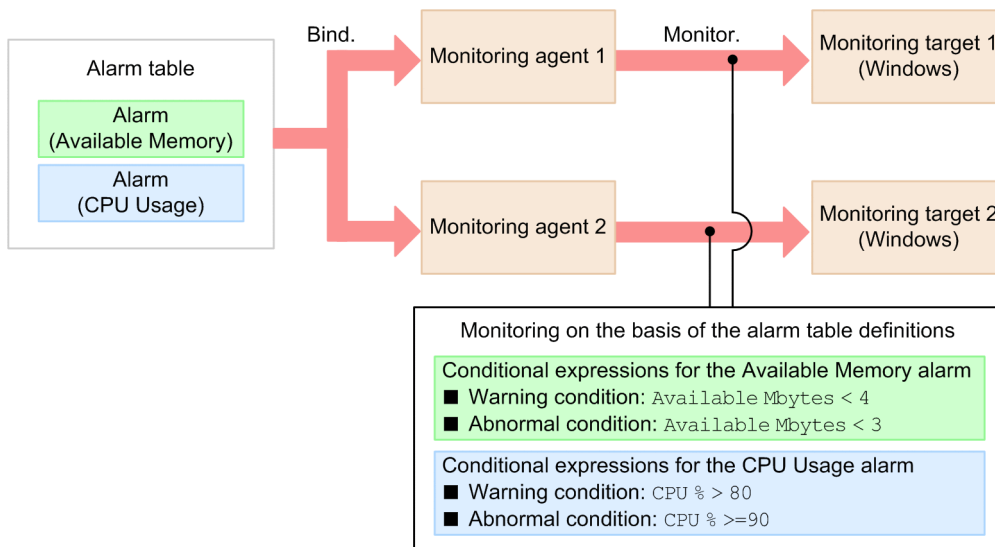 Bind.
Monitor.
Alarm table
Alarm
(Available Memory)
Alarm
(CPU Usage)
Monitoring agent 1
Monitoring target 1
(Windows)
Monitoring agent 2
Monitoring target 2
(Windows)
Monitoring on the basis of the alarm table definitions
Conditional expressions for the Available Memory alarm
■ Warning condition: Available Mbytes < 4
■ Abnormal condition: Available Mbytes < 3
Conditional expressions for the CPU Usage alarm
■ Warning condition: CPU % > 80
■ Abnormal condition: CPU % >=90